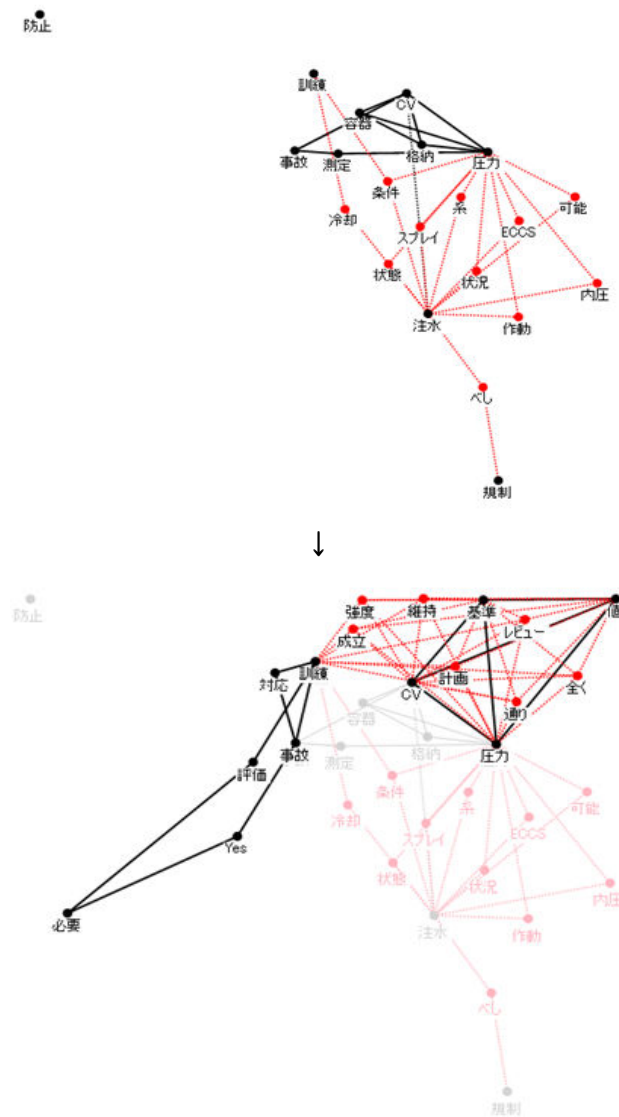 防止
訓練
CV
容器
事故
測定
格納
圧力
条件
系
可能
冷却
スプレイ
ECCS
状態
状況
内圧
注水
作動
べし
規制
↓
防止
強度
維持
基準
値
成立
レビュー
対応
訓練
計画
全く
CV
容器
通り
事故
測定
格納
圧力
評価
条件
系
可能
冷却
スプレイ
ECCS
Yes
状態
状況
内圧
必要
注水
作動
べし
規制